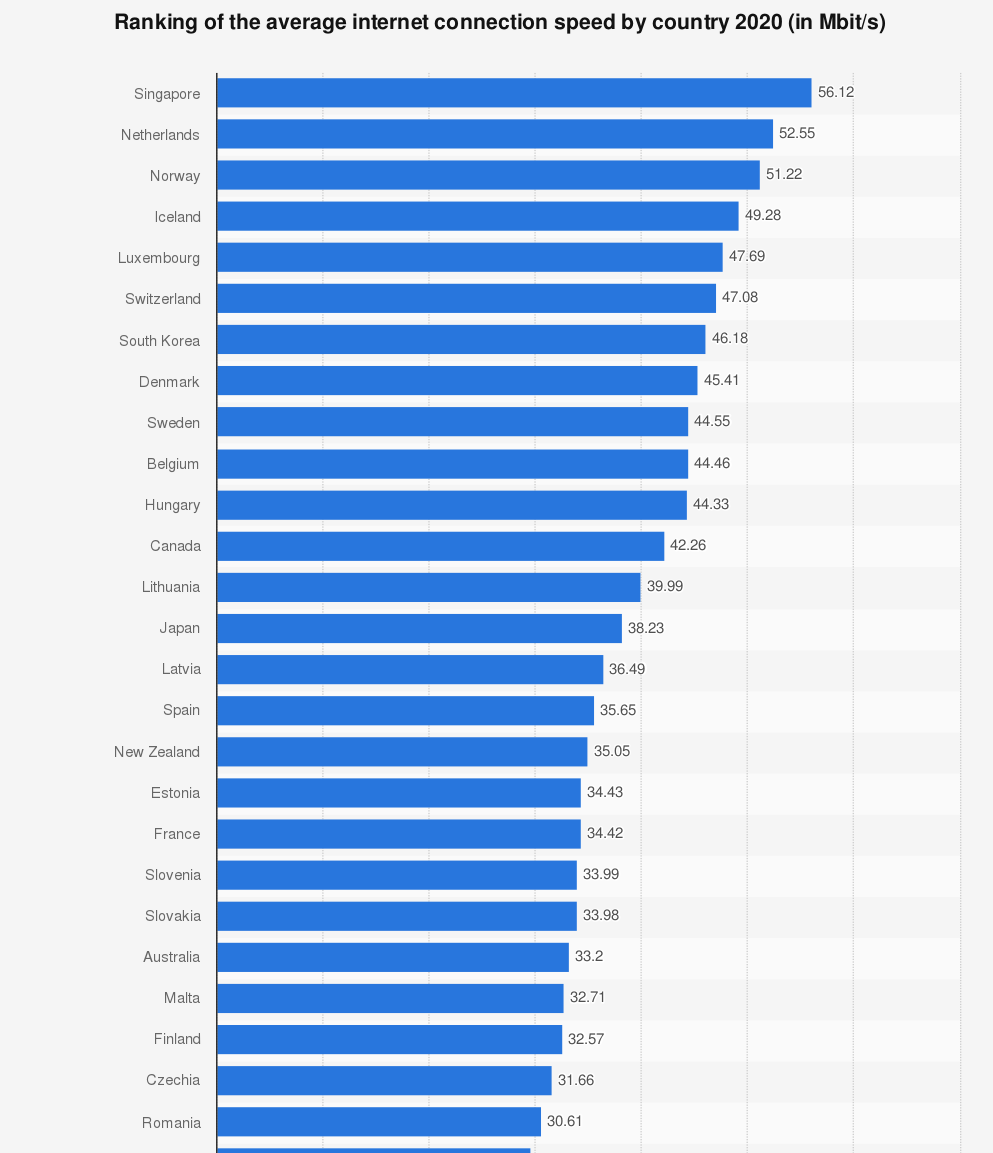 Ranking of the average internet connection speed by country 2020 (in Mbit/s)
Singapore 56.12
Netherlands 52.55
Norway 51.22
Iceland 49.28
Luxembourg 47.69
Switzerland 47.08
South Korea 46.18
Denmark 45.41
Sweden 44.55
Belgium 44.46
Hungary 44.33
Canada 42.26
Lithuania 39.99
Japan 38.23
Latvia 36.49
Spain 35.65
New Zealand 35.05
Estonia 34.43
France 34.42
Slovenia 33.99
Slovakia 33.98
Australia 33.2
Malta 32.71
Finland 32.57
Czechia 31.66
Romania 30.61